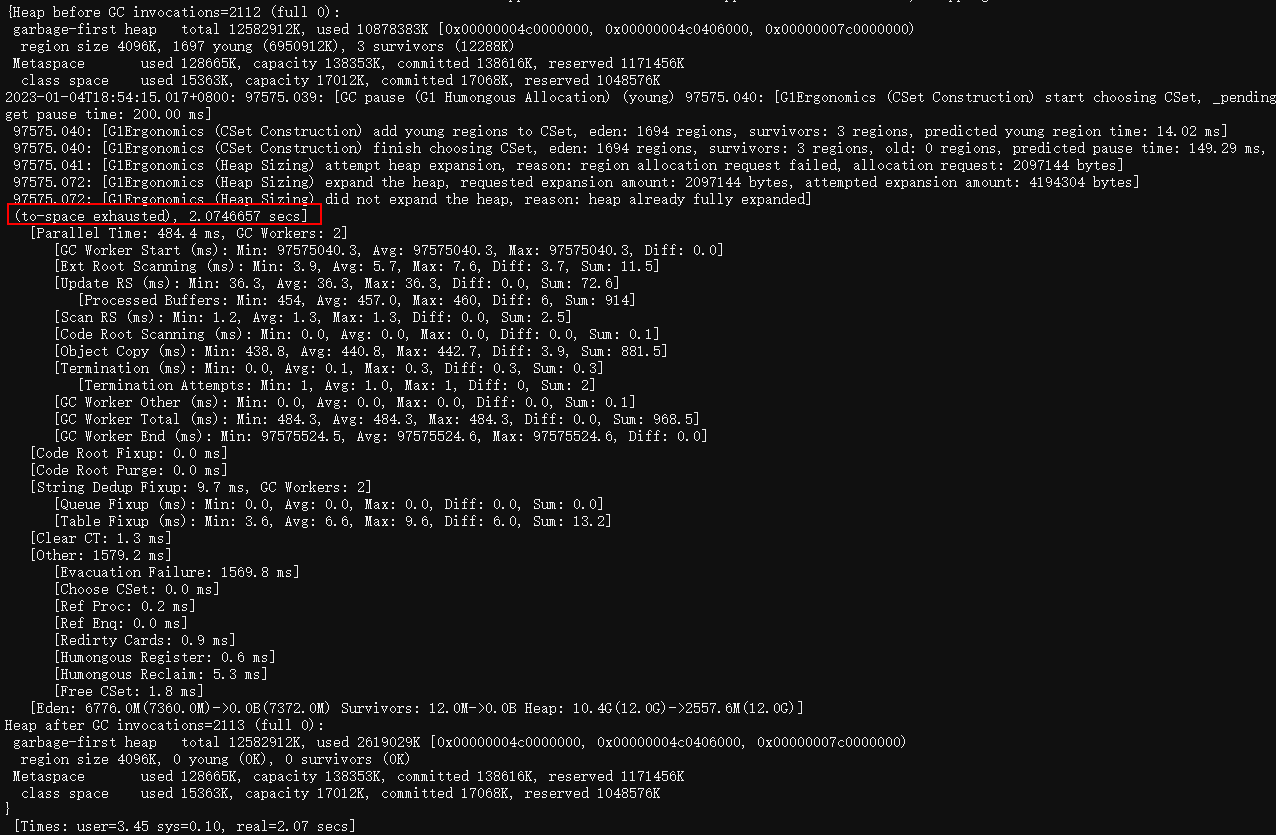 {Heap before GC invocations=2112 (full 0):
 garbage-first heap   total 12582912K, used 10878383K [0x00000004c0000000, 0x00000004c0406000, 0x00000007c0000000)
  region size 4096K, 1697 young (6950912K), 3 survivors (12288K)
 Metaspace       used 128665K, capacity 138353K, committed 138616K, reserved 1171456K
  class space    used 15363K, capacity 17012K, committed 17068K, reserved 1048576K
2023-01-04T18:54:15.017+0800: 97575.039: [GC pause (G1 Humongous Allocation) (young) 97575.040: [G1Ergonomics (CSet Construction) start choosing CSet, _pending
get pause time: 200.00 ms]
 97575.040: [G1Ergonomics (CSet Construction) add young regions to CSet, eden: 1694 regions, survivors: 3 regions, predicted young region time: 14.02 ms]
 97575.040: [G1Ergonomics (CSet Construction) finish choosing CSet, eden: 1694 regions, survivors: 3 regions, old: 0 regions, predicted pause time: 149.29 ms,
 97575.041: [G1Ergonomics (Heap Sizing) attempt heap expansion, reason: region allocation request failed, allocation request: 2097144 bytes]
 97575.072: [G1Ergonomics (Heap Sizing) expand the heap, requested expansion amount: 2097144 bytes, attempted expansion amount: 4194304 bytes]
 97575.072: [G1Ergonomics (Heap Sizing) did not expand the heap, reason: heap already fully expanded]
 (to-space exhausted), 2.0746657 secs]
   [Parallel Time: 484.4 ms, GC Workers: 2]
      [GC Worker Start (ms): Min: 97575040.3, Avg: 97575040.3, Max: 97575040.3, Diff: 0.0]
      [Ext Root Scanning (ms): Min: 3.9, Avg: 5.7, Max: 7.6, Diff: 3.7, Sum: 11.5]
      [Update RS (ms): Min: 36.3, Avg: 36.3, Max: 36.3, Diff: 0.0, Sum: 72.6]
         [Processed Buffers: Min: 454, Avg: 457.0, Max: 460, Diff: 6, Sum: 914]
      [Scan RS (ms): Min: 1.2, Avg: 1.3, Max: 1.3, Diff: 0.0, Sum: 2.5]
      [Code Root Scanning (ms): Min: 0.0, Avg: 0.0, Max: 0.0, Diff: 0.0, Sum: 0.1]
      [Object Copy (ms): Min: 438.8, Avg: 440.8, Max: 442.7, Diff: 3.9, Sum: 881.5]
      [Termination (ms): Min: 0.0, Avg: 0.1, Max: 0.3, Diff: 0.3, Sum: 0.3]
         [Termination Attempts: Min: 1, Avg: 1.0, Max: 1, Diff: 0, Sum: 2]
      [GC Worker Other (ms): Min: 0.0, Avg: 0.0, Max: 0.0, Diff: 0.0, Sum: 0.1]
      [GC Worker Total (ms): Min: 484.3, Avg: 484.3, Max: 484.3, Diff: 0.0, Sum: 968.5]
      [GC Worker End (ms): Min: 97575524.5, Avg: 97575524.6, Max: 97575524.6, Diff: 0.0]
   [Code Root Fixup: 0.0 ms]
   [Code Root Purge: 0.0 ms]
   [String Dedup Fixup: 9.7 ms, GC Workers: 2]
      [Queue Fixup (ms): Min: 0.0, Avg: 0.0, Max: 0.0, Diff: 0.0, Sum: 0.0]
      [Table Fixup (ms): Min: 3.6, Avg: 6.6, Max: 9.6, Diff: 6.0, Sum: 13.2]
   [Clear CT: 1.3 ms]
   [Other: 1579.2 ms]
      [Evacuation Failure: 1569.8 ms]
      [Choose CSet: 0.0 ms]
      [Ref Proc: 0.2 ms]
      [Ref Enq: 0.0 ms]
      [Redirty Cards: 0.9 ms]
      [Humongous Register: 0.6 ms]
      [Humongous Reclaim: 5.3 ms]
      [Free CSet: 1.8 ms]
   [Eden: 6776.0M(7360.0M)->0.0B(7372.0M) Survivors: 12.0M->0.0B Heap: 10.4G(12.0G)->2557.6M(12.0G)]
Heap after GC invocations=2113 (full 0):
 garbage-first heap   total 12582912K, used 2619029K [0x00000004c0000000, 0x00000004c0406000, 0x00000007c0000000)
  region size 4096K, 0 young (0K), 0 survivors (0K)
 Metaspace       used 128665K, capacity 138353K, committed 138616K, reserved 1171456K
  class space    used 15363K, capacity 17012K, committed 17068K, reserved 1048576K
}
 [Times: user=3.45 sys=0.10, real=2.07 secs]